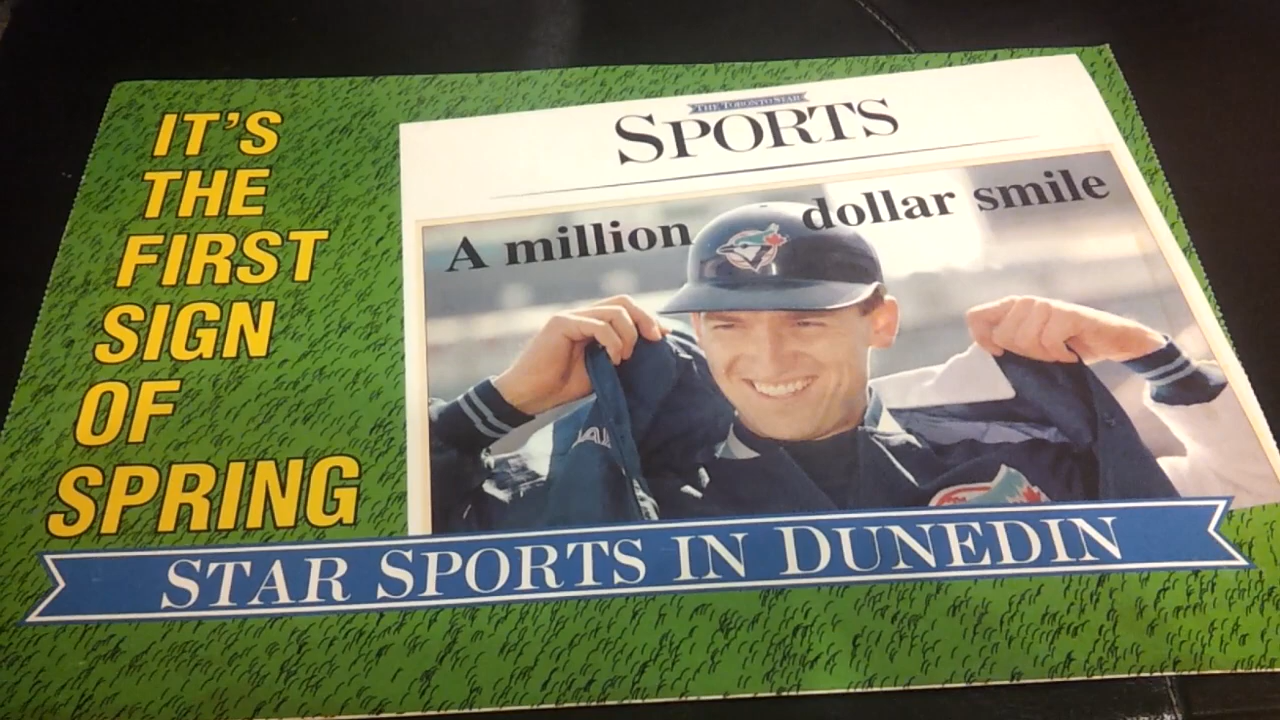 IT'S
THE
FIRST
SIGN
OF
SPRING
THE TORONTO STAR
SPORTS
A million dollar smile
STAR SPORTS IN DUNEDIN